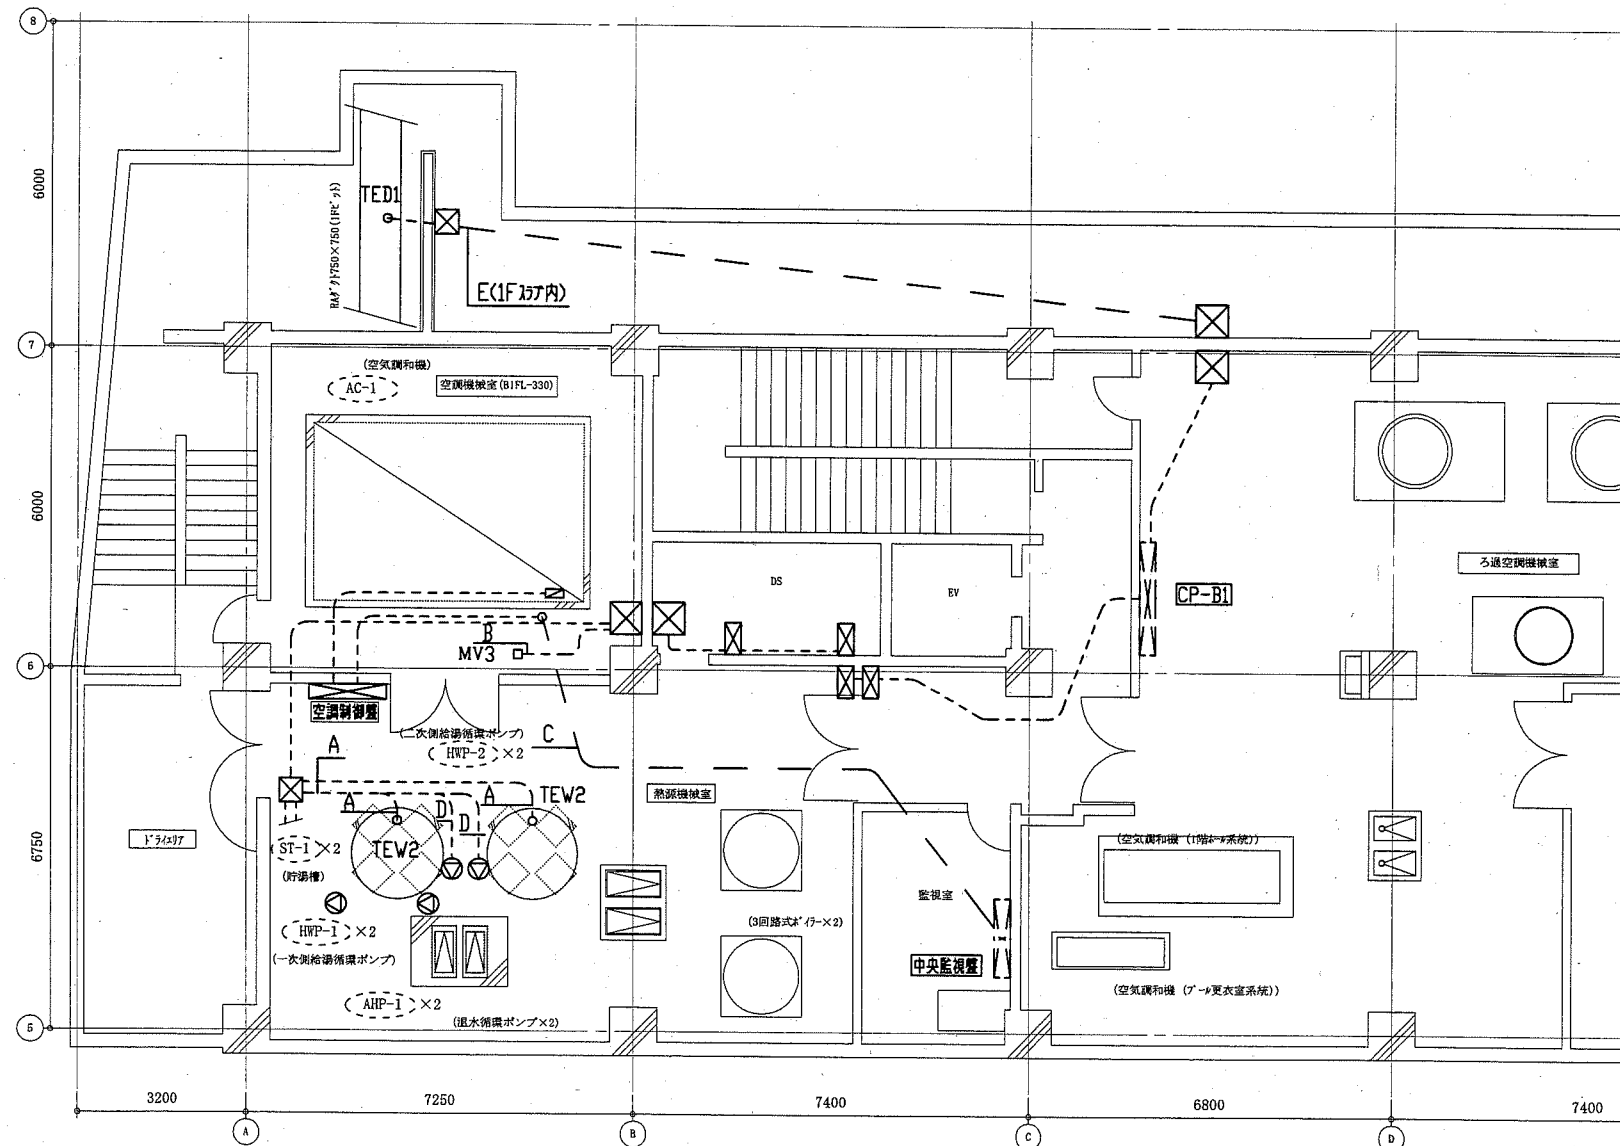 8
6000
TED1
RAダクト750×750(1Fピット)
E(1Fスラブ内)
7
(空気調和機)
AC-1
空調機械室(B1FL-330)
6000
DS
EV
CP-B1
ろ過空調機械室
B
MV3
6
空調制御盤
(二次側給湯循環ポンプ)
HWP-2 ×2
C
A
A
A
TEW2
D
D
熱源機械室
ドライエリア
6750
ST-1 ×2
TEW2
(貯湯槽)
(空気調和機 (1階ホール系統))
監視室
(3回路式ボイラー×2)
HWP-1 ×2
(一次側給湯循環ポンプ)
中央監視盤
(空気調和機 (プール更衣室系統))
AHP-1 ×2
(温水循環ポンプ×2)
5
3200
7250
7400
6800
7400
A
B
C
D